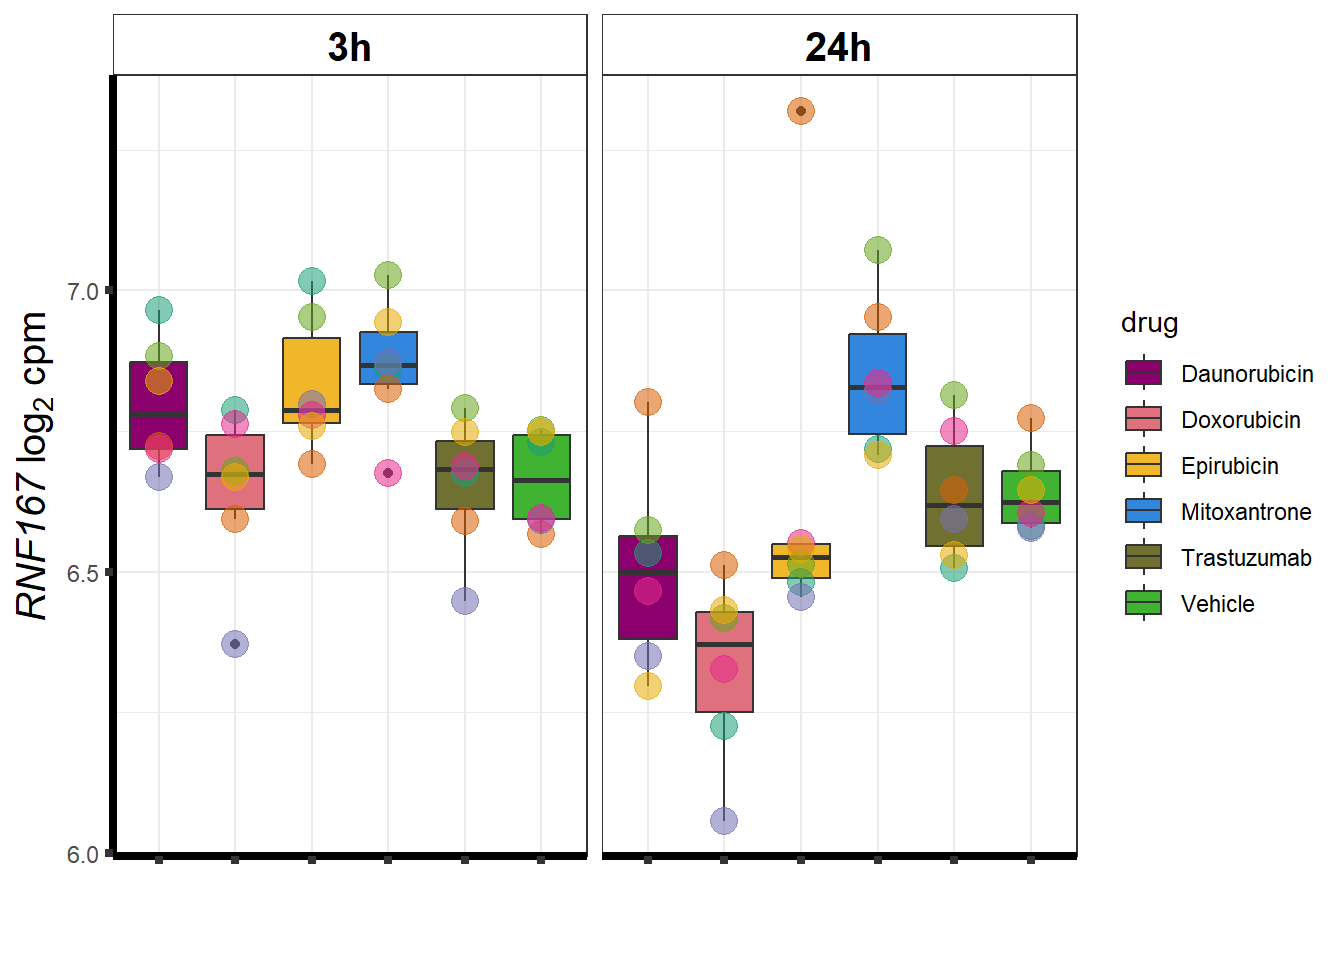 3h
24h
RNF167 log₂ cpm
7.0
6.5
6.0
drug
Daunorubicin
Doxorubicin
Epirubicin
Mitoxantrone
Trastuzumab
Vehicle